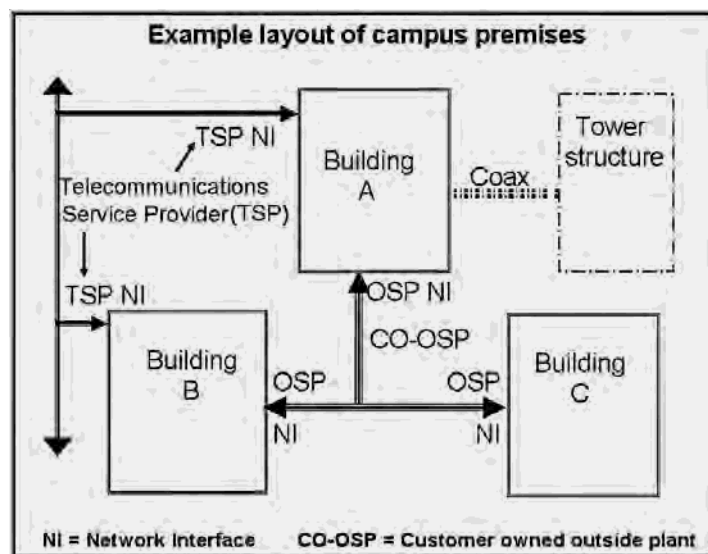 Example layout of campus premises
TSP NI
Building
A
Tower
structure
Coax
Telecommunications
Service Provider(TSP)
TSP NI
OSP NI
CO-OSP
Building
B
OSP
NI
OSP
NI
Building
C
NI = Network Interface CO-OSP = Customer owned outside plant